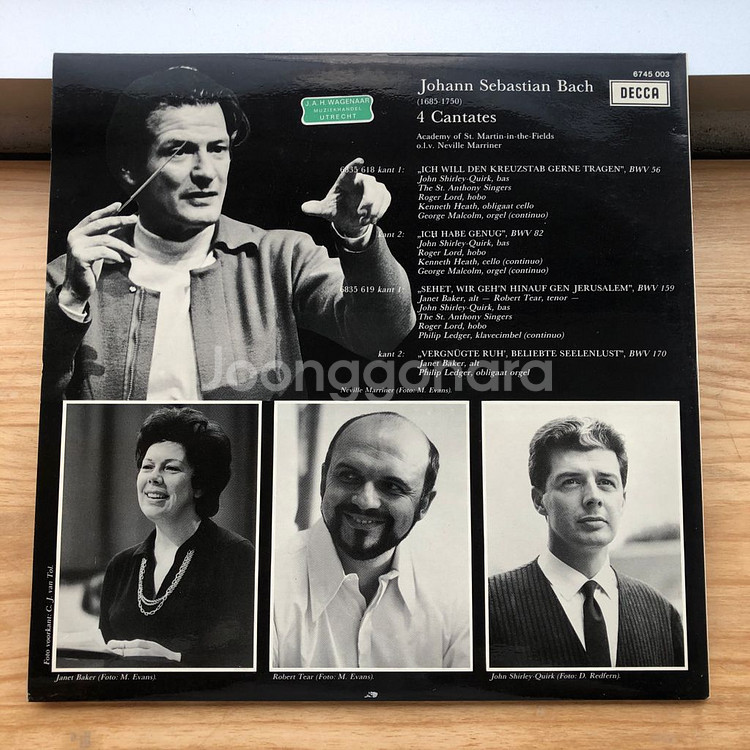 6745 003
DECCA
Johann Sebastian Bach
(1685-1750)
4 Cantates
J.A.H. WAGENAAR
MUZIEKHANDEL
UTRECHT
Academy of St. Martin-in-the-Fields
o.l.v. Neville Marriner
6835 618 kant 1: „ICH WILL DEN KREUZSTAB GERNE TRAGEN”, BWV 56
John Shirley-Quirk, bas
The St. Anthony Singers
Roger Lord, hobo
Kenneth Heath, obligaat cello
George Malcolm, orgel (continuo)
kant 2: „ICH HABE GENUG”, BWV 82
John Shirley-Quirk, bas
Roger Lord, hobo
Kenneth Heath, cello (continuo)
George Malcolm, orgel (continuo)
6835 619 kant 1: „SEHET, WIR GEH'N HINAUF GEN JERUSALEM”, BWV 159
Janet Baker, alt — Robert Tear, tenor —
John Shirley-Quirk, bas
The St. Anthony Singers
Roger Lord, hobo
Philip Ledger, klavecimbel (continuo)
kant 2: „VERGNÜGTE RUH', BELIEBTE SEELENLUST”, BWV 170
Janet Baker, alt
Philip Ledger, obligaat orgel
Neville Marriner (Foto: M. Evans).
Foto voorkant: C. J. van Tol.
Janet Baker (Foto: M. Evans).
Robert Tear (Foto: M. Evans).
John Shirley-Quirk (Foto: D. Redfern).